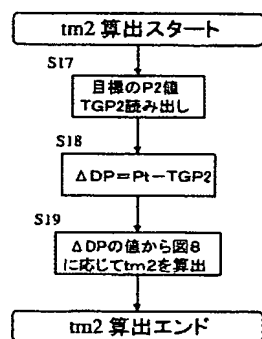 tm2 算出スタート
S17
目標のP2値
TGP2読み出し
S18
ΔDP=Pt-TGP2
S19
ΔDPの値から図8
に応じてtm2を算出
tm2 算出エンド